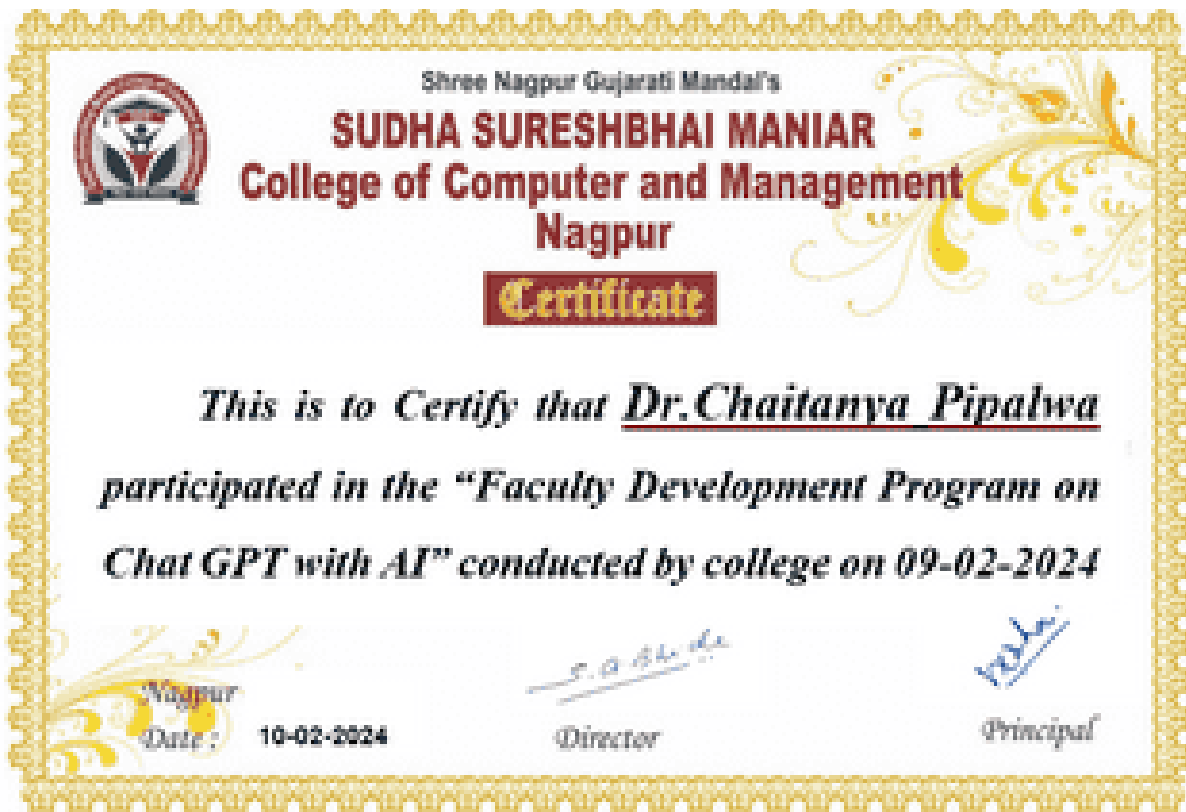 Shree Nagpur Gujarati Mandal's
SUDHA SURESHBHAI MANIAR
College of Computer and Management
Nagpur
Certificate
This is to Certify that Dr.Chaitanya Pipalwa
participated in the “Faculty Development Program on
Chat GPT with AI” conducted by college on 09-02-2024
Nagpur
Date : 10-02-2024
Director
Principal